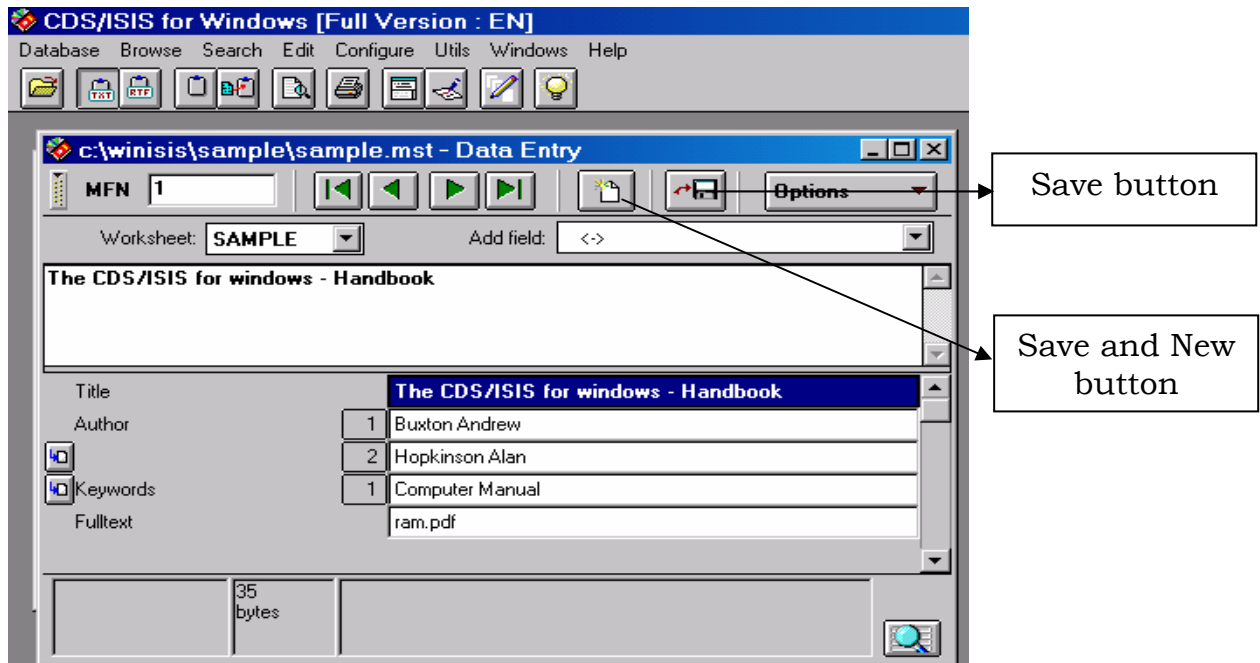 CDS/ISIS for Windows [Full Version : EN]
Database Browse Search Edit Configure Utils Windows Help
TXT RTF
c:\winisis\sample\sample.mst - Data Entry
MFN 1 Options
Save button
Worksheet: SAMPLE Add field: <->
The CDS/ISIS for windows - Handbook
Save and New
button
Title The CDS/ISIS for windows - Handbook
Author 1 Buxton Andrew
2 Hopkinson Alan
Keywords 1 Computer Manual
Fulltext ram.pdf
35
bytes